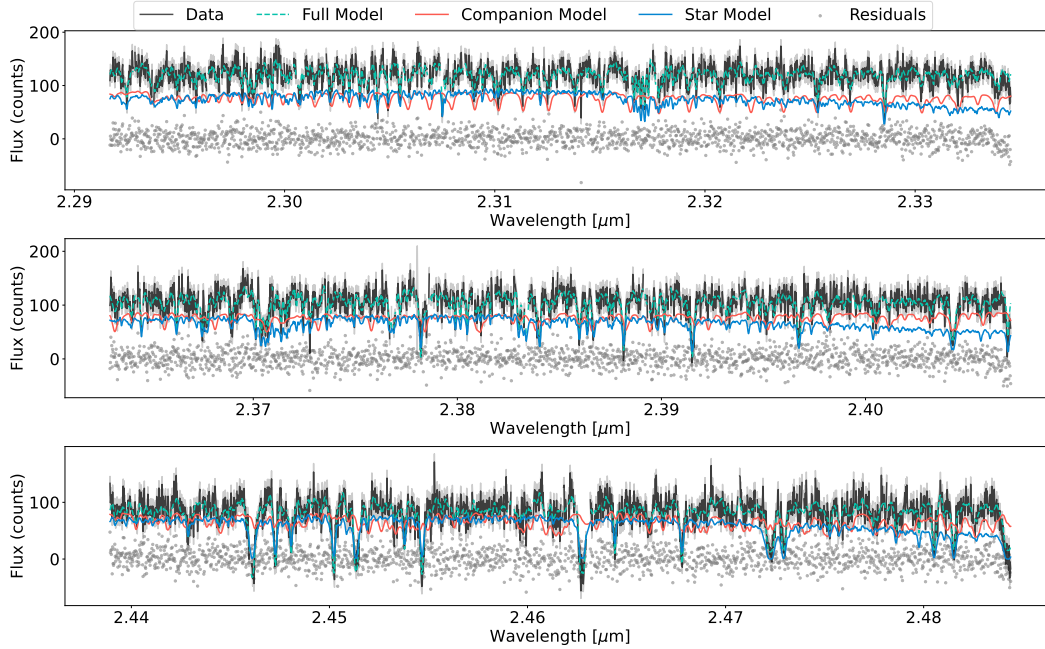 Data Full Model Companion Model Star Model Residuals
200
100
0
Flux (counts)
2.29 2.30 2.31 2.32 2.33
Wavelength [μm]
200
100
0
Flux (counts)
2.37 2.38 2.39 2.40
Wavelength [μm]
100
0
Flux (counts)
2.44 2.45 2.46 2.47 2.48
Wavelength [μm]